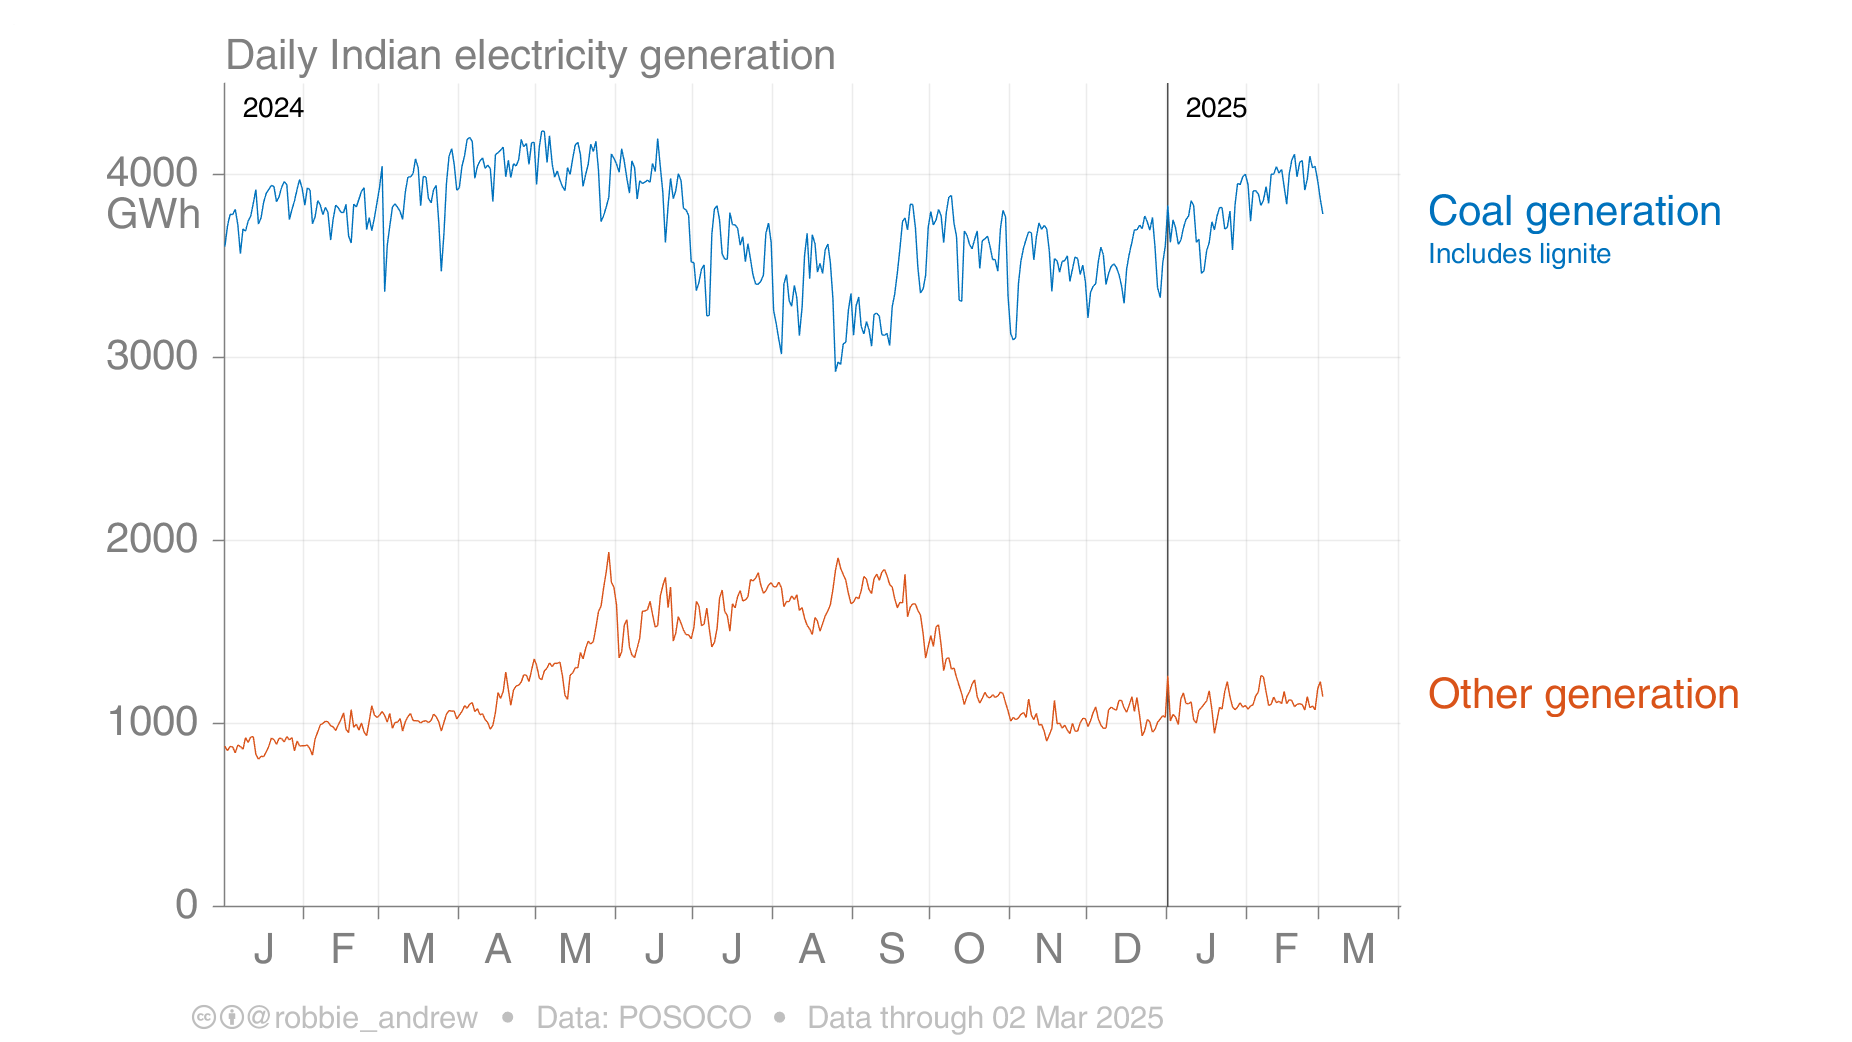 Daily Indian electricity generation
2024
2025
4000
GWh
3000
2000
1000
0
Coal generation
Includes lignite
Other generation
J F M A M J J A S O N D J F M
@robbie_andrew • Data: POSOCO • Data through 02 Mar 2025